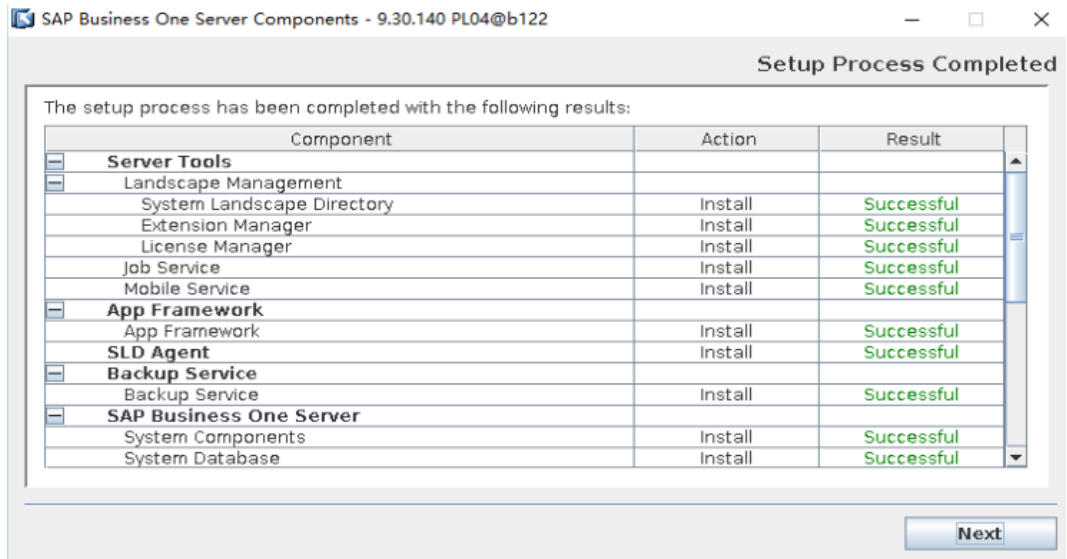 SAP Business One Server Components - 9.30.140 PL04@b122
Setup Process Completed
The setup process has been completed with the following results:
Component Action Result
Server Tools
Landscape Management
System Landscape Directory Install Successful
Extension Manager Install Successful
License Manager Install Successful
Job Service Install Successful
Mobile Service Install Successful
App Framework
App Framework Install Successful
SLD Agent Install Successful
Backup Service
Backup Service Install Successful
SAP Business One Server
System Components Install Successful
System Database Install Successful
Next